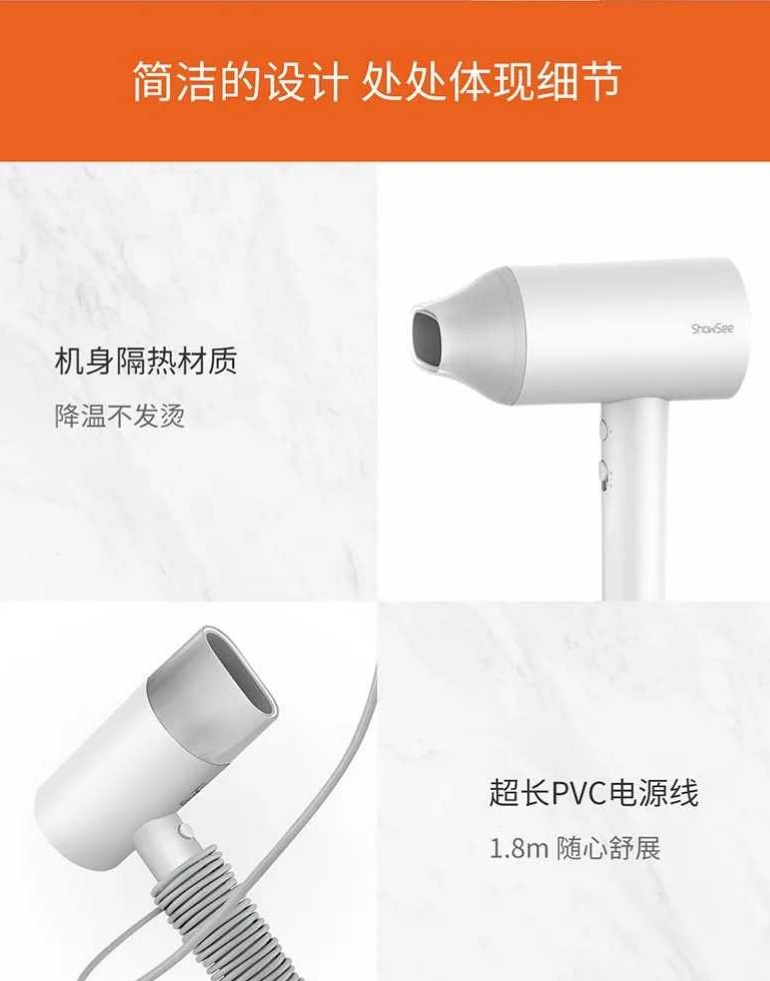 简洁的设计 处处体现细节
ShowSee
机身隔热材质
降温不发烫
超长PVC电源线
1.8m 随心舒展